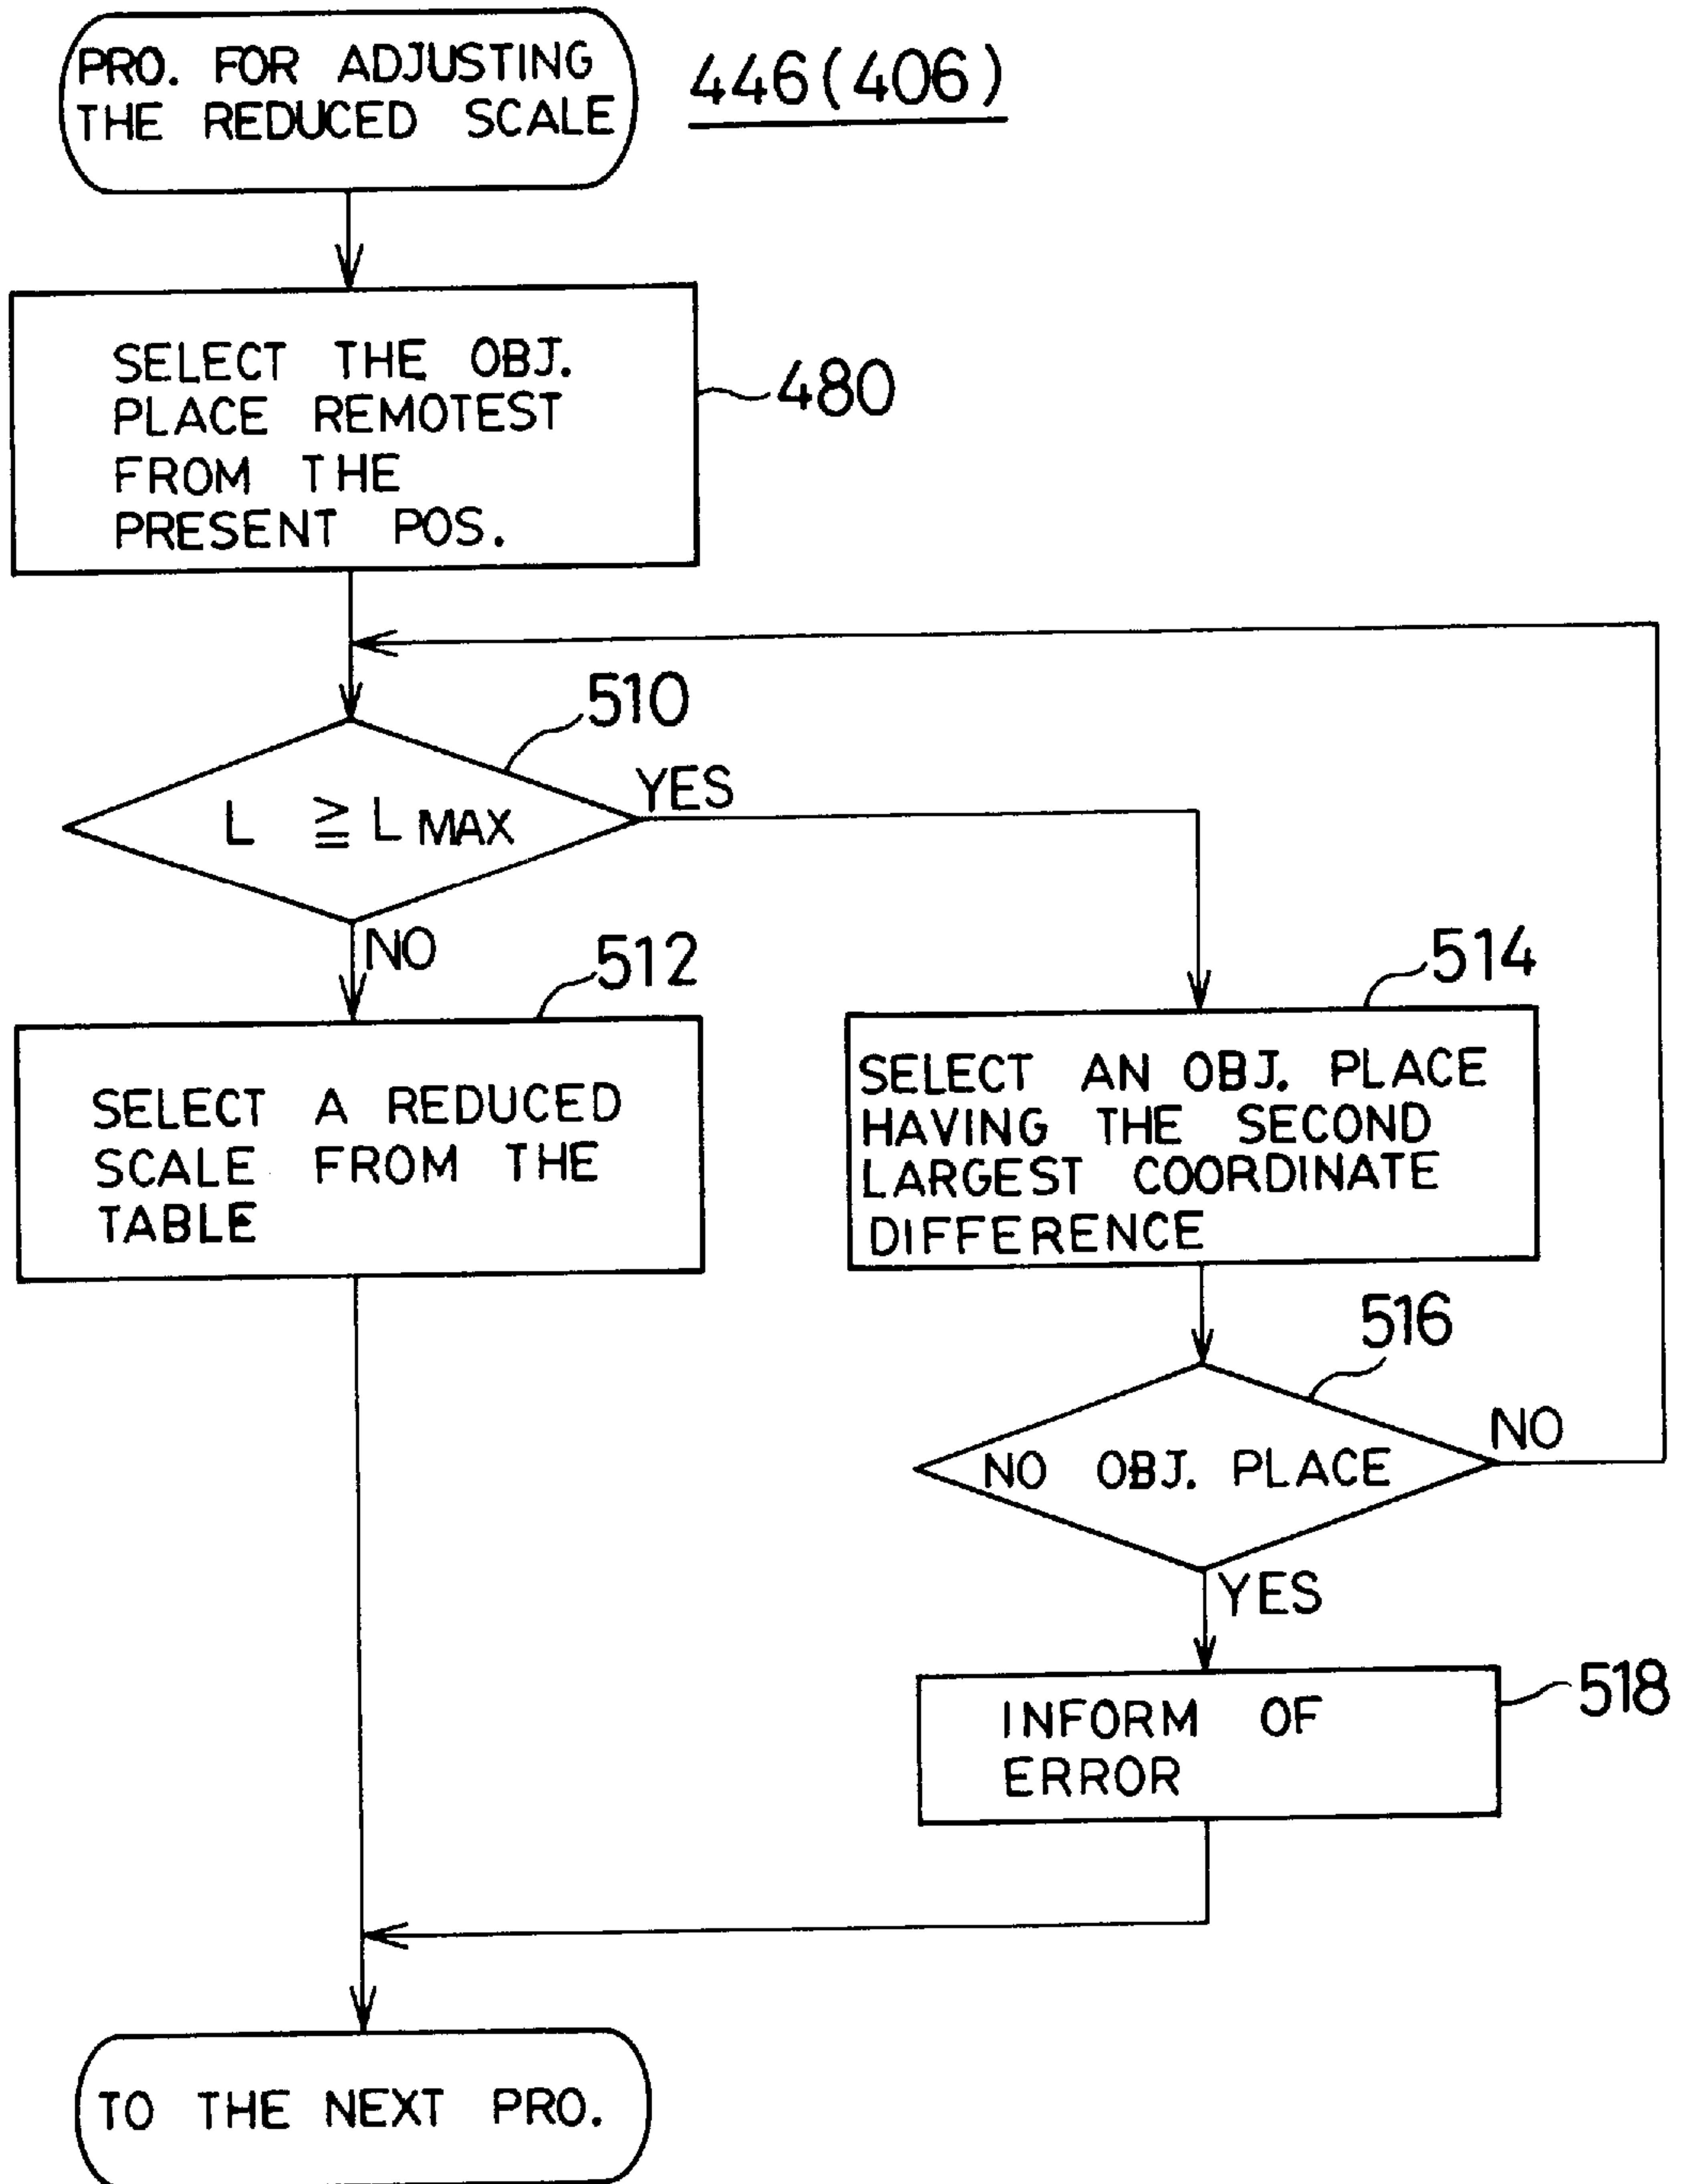 PRO. FOR ADJUSTING
THE REDUCED SCALE
446(406)
SELECT THE OBJ.
PLACE REMOTEST
FROM THE
PRESENT POS.
480
510
L ≧ L MAX
YES
NO
512
SELECT A REDUCED
SCALE FROM THE
TABLE
514
SELECT AN OBJ. PLACE
HAVING THE SECOND
LARGEST COORDINATE
DIFFERENCE
516
NO OBJ. PLACE
NO
YES
INFORM OF
ERROR
518
TO THE NEXT PRO.